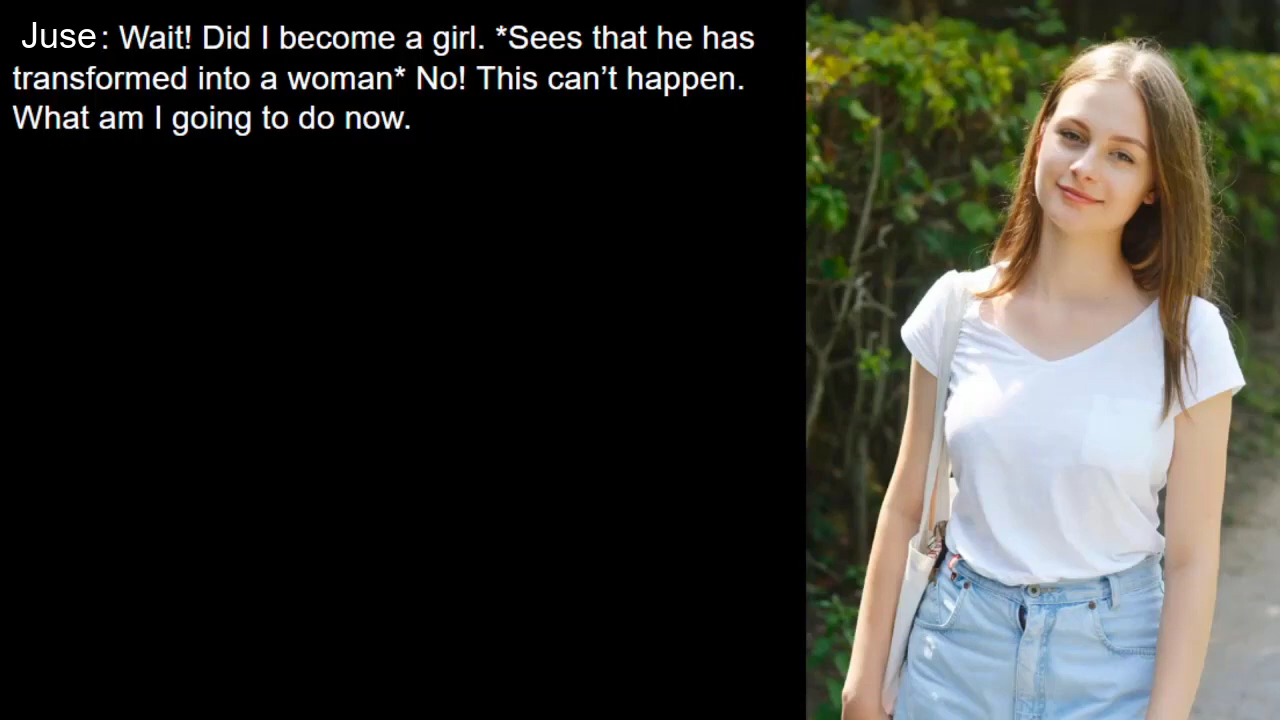 Juse: Wait! Did I become a girl. *Sees that he has
transformed into a woman* No! This can’t happen.
What am I going to do now.